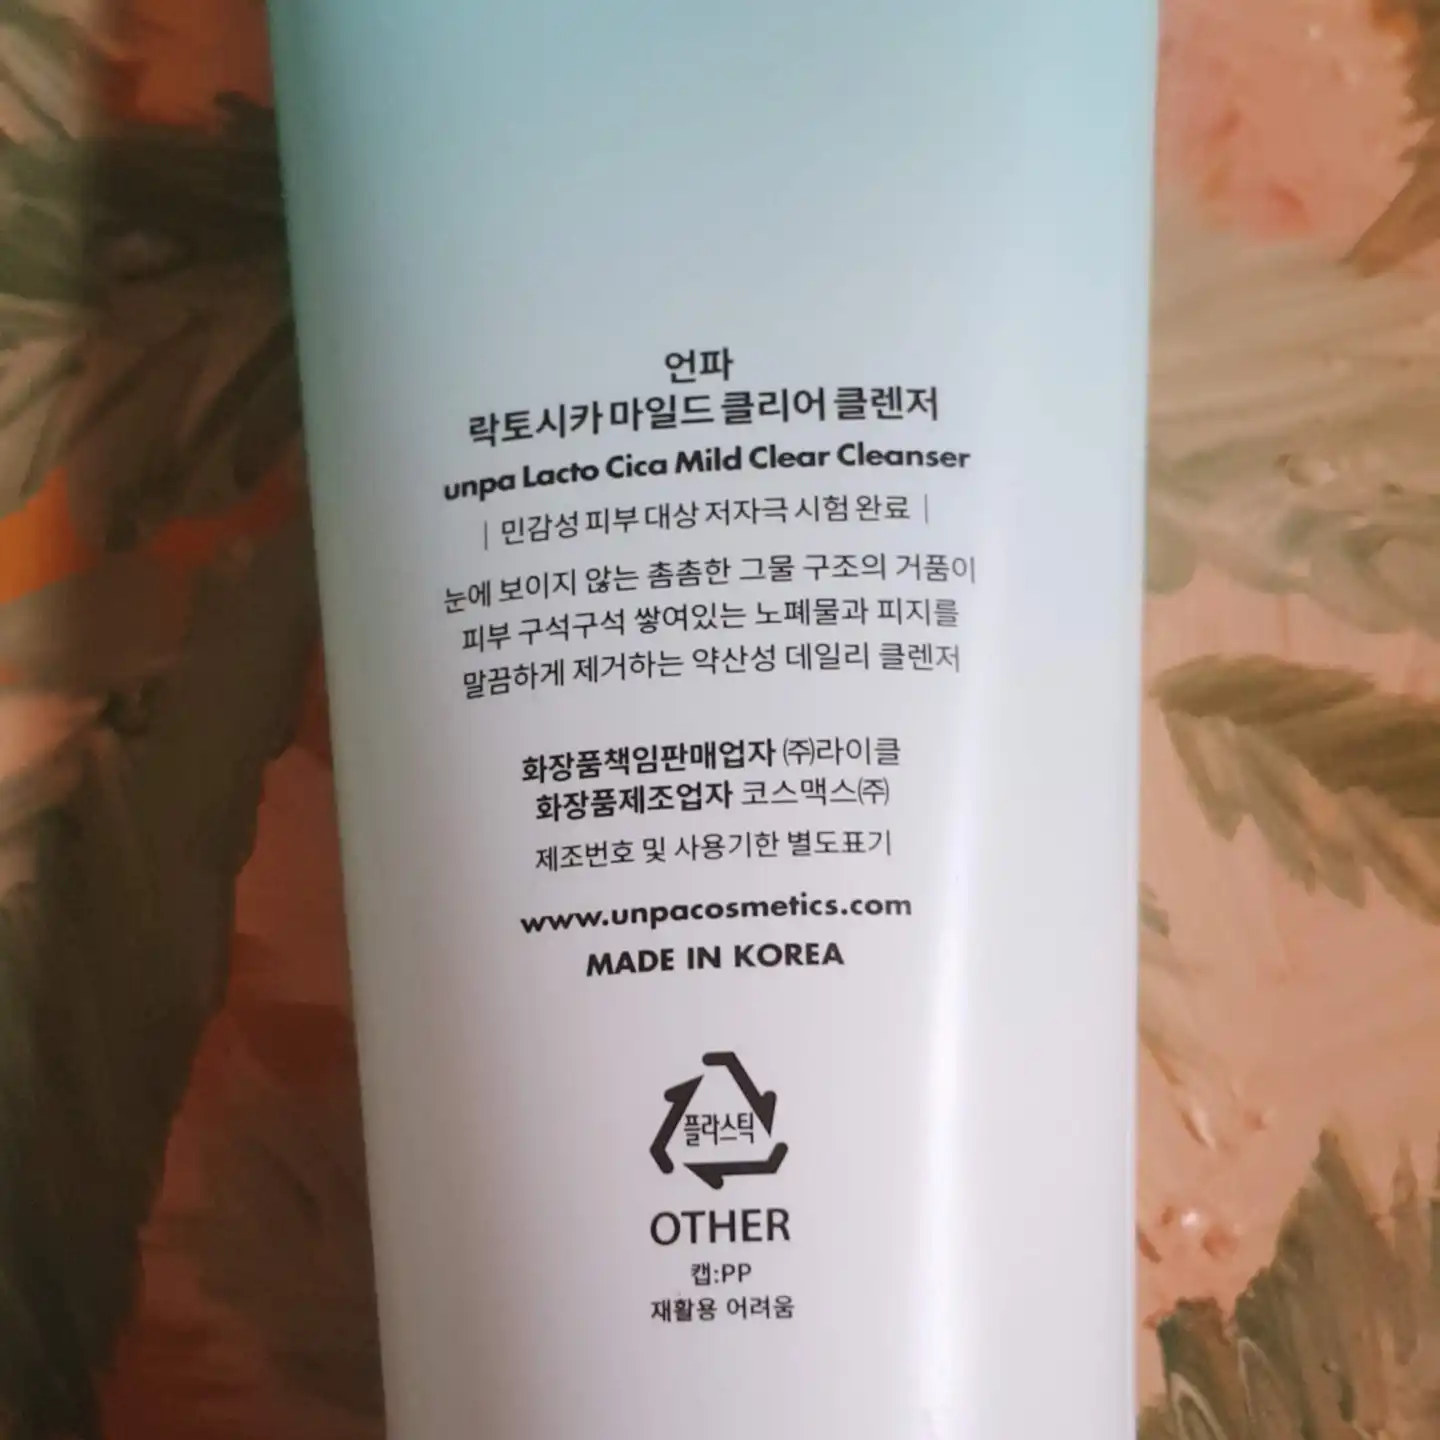 언파
락토시카 마일드 클리어 클렌저
unpa Lacto Cica Mild Clear Cleanser
| 민감성 피부 대상 저자극 시험 완료 |
눈에 보이지 않는 촘촘한 그물 구조의 거품이
피부 구석구석 쌓여있는 노폐물과 피지를
말끔하게 제거하는 약산성 데일리 클렌저
화장품책임판매업자 ㈜라이클
화장품제조업자 코스맥스㈜
제조번호 및 사용기한 별도표기
www.unpacosmetics.com
MADE IN KOREA
플라스틱
OTHER
캡:PP
재활용 어려움